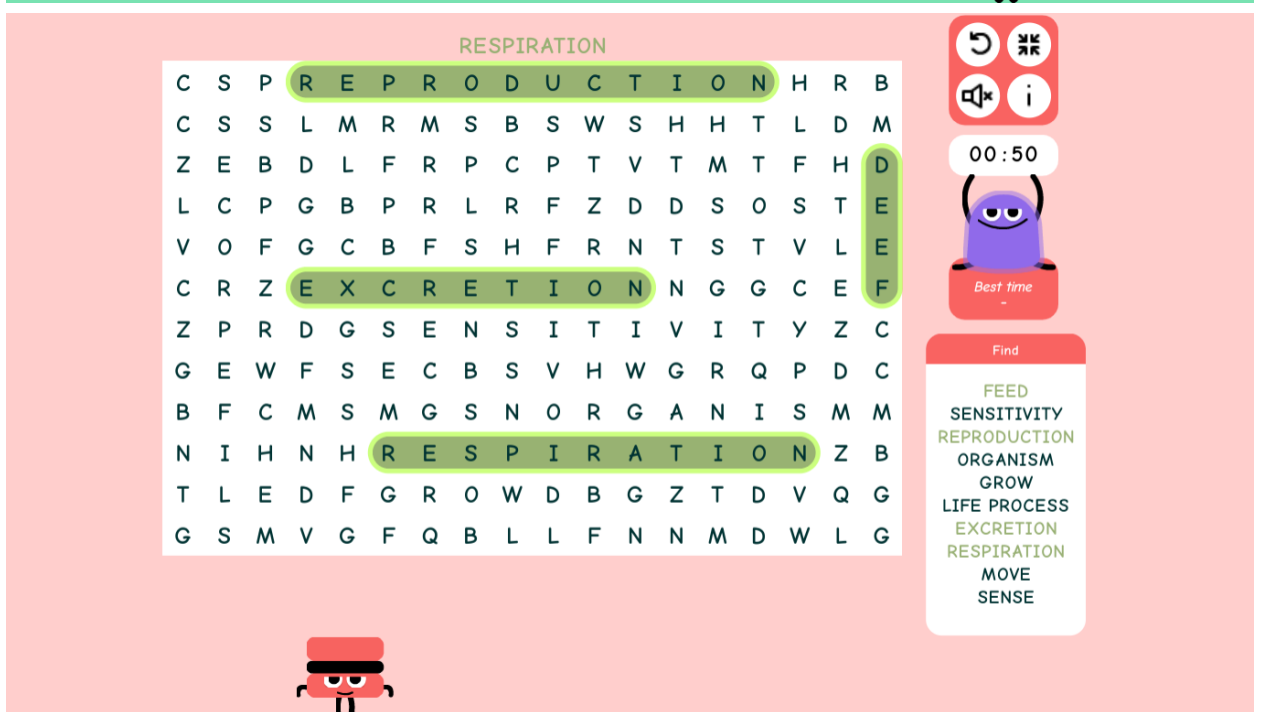 RESPIRATION
C S P R E P R O D U C T I O N H R B
C S S L M R M S B S W S H H T L D M
00:50
Z E B D L F R P C P T V T M T F H D
L C P G B P R L R F Z D D S O S T E
V O F G C B F S H F R N T S T V L E
C R Z E X C R E T I O N N G G C E F
Best time
-
Z P R D G S E N S I T I V I T Y Z C
Find
G E W F S E C B S V H W G R Q P D C
B F C M S M G S N O R G A N I S M M
N I H N H R E S P I R A T I O N Z B
T L E D F G R O W D B G Z T D V Q G
G S M V G F Q B L L F N N M D W L G
FEED
SENSITIVITY
REPRODUCTION
ORGANISM
GROW
LIFE PROCESS
EXCRETION
RESPIRATION
MOVE
SENSE